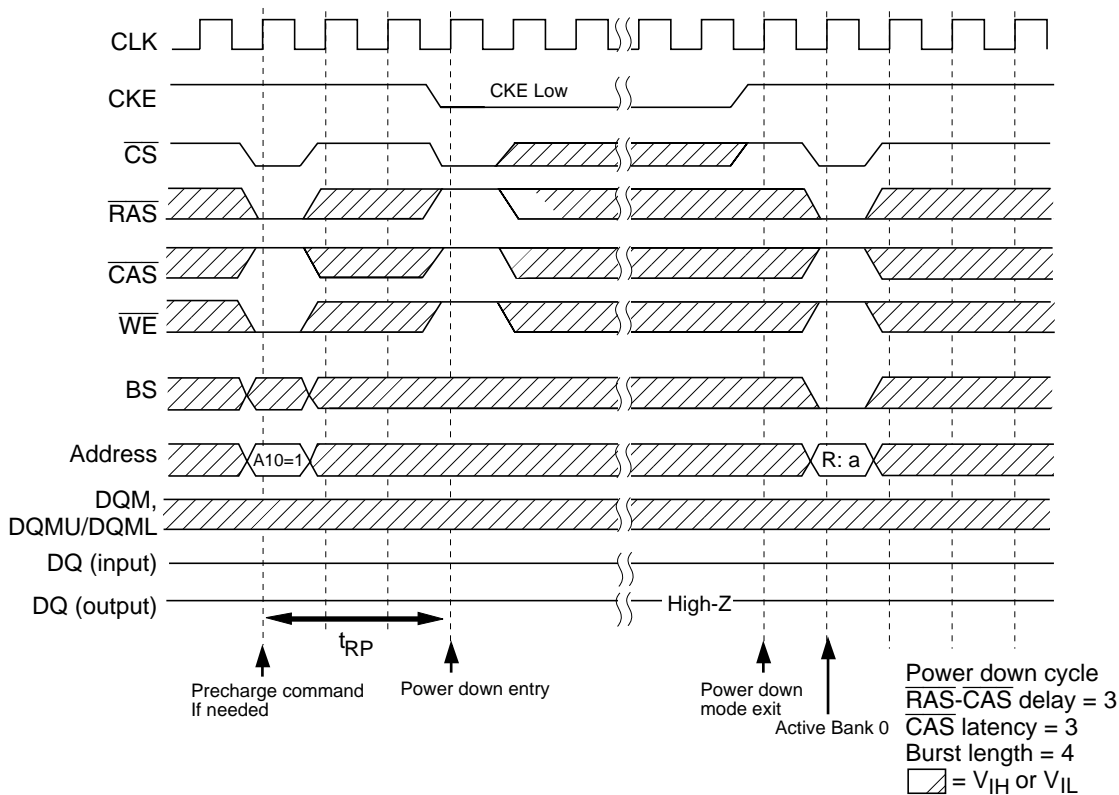 CLK
CKE
CKE Low
CS
RAS
CAS
WE
BS
Address
A10=1
R: a
DQM,
DQMU/DQML
DQ (input)
DQ (output)
High-Z
tRP
Precharge command
If needed
Power down entry
Power down
mode exit
Active Bank 0
Power down cycle
RAS-CAS delay = 3
CAS latency = 3
Burst length = 4
= VIH or VIL